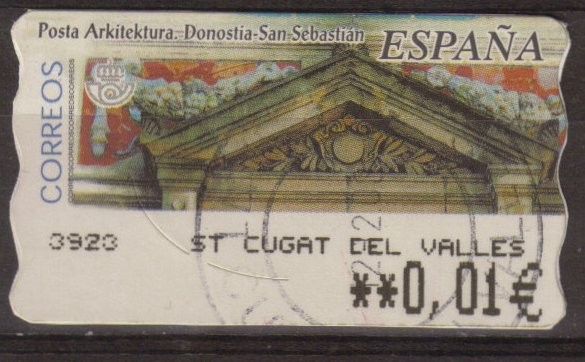 Posta Arkitektura. Donostia-San Sebastián
ESPAÑA
CORREOS
3923 ST CUGAT DEL VALLES
**0,01€